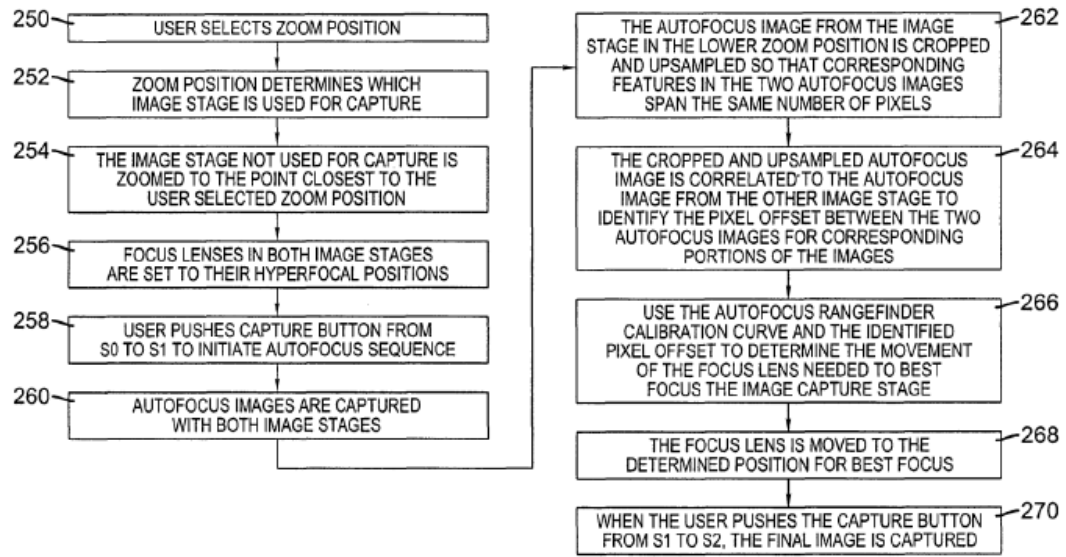 250
USER SELECTS ZOOM POSITION
252
ZOOM POSITION DETERMINES WHICH
IMAGE STAGE IS USED FOR CAPTURE
254
THE IMAGE STAGE NOT USED FOR CAPTURE IS
ZOOMED TO THE POINT CLOSEST TO THE
USER SELECTED ZOOM POSITION
256
FOCUS LENSES IN BOTH IMAGE STAGES
ARE SET TO THEIR HYPERFOCAL POSITIONS
258
USER PUSHES CAPTURE BUTTON FROM
S0 TO S1 TO INITIATE AUTOFOCUS SEQUENCE
260
AUTOFOCUS IMAGES ARE CAPTURED
WITH BOTH IMAGE STAGES
262
THE AUTOFOCUS IMAGE FROM THE IMAGE
STAGE IN THE LOWER ZOOM POSITION IS CROPPED
AND UPSAMPLED SO THAT CORRESPONDING
FEATURES IN THE TWO AUTOFOCUS IMAGES
SPAN THE SAME NUMBER OF PIXELS
264
THE CROPPED AND UPSAMPLED AUTOFOCUS
IMAGE IS CORRELATED TO THE AUTOFOCUS
IMAGE FROM THE OTHER IMAGE STAGE TO
IDENTIFY THE PIXEL OFFSET BETWEEN THE TWO
AUTOFOCUS IMAGES FOR CORRESPONDING
PORTIONS OF THE IMAGES
266
USE THE AUTOFOCUS RANGEFINDER
CALIBRATION CURVE AND THE IDENTIFIED
PIXEL OFFSET TO DETERMINE THE MOVEMENT
OF THE FOCUS LENS NEEDED TO BEST
FOCUS THE IMAGE CAPTURE STAGE
268
THE FOCUS LENS IS MOVED TO THE
DETERMINED POSITION FOR BEST FOCUS
270
WHEN THE USER PUSHES THE CAPTURE BUTTON
FROM S1 TO S2, THE FINAL IMAGE IS CAPTURED